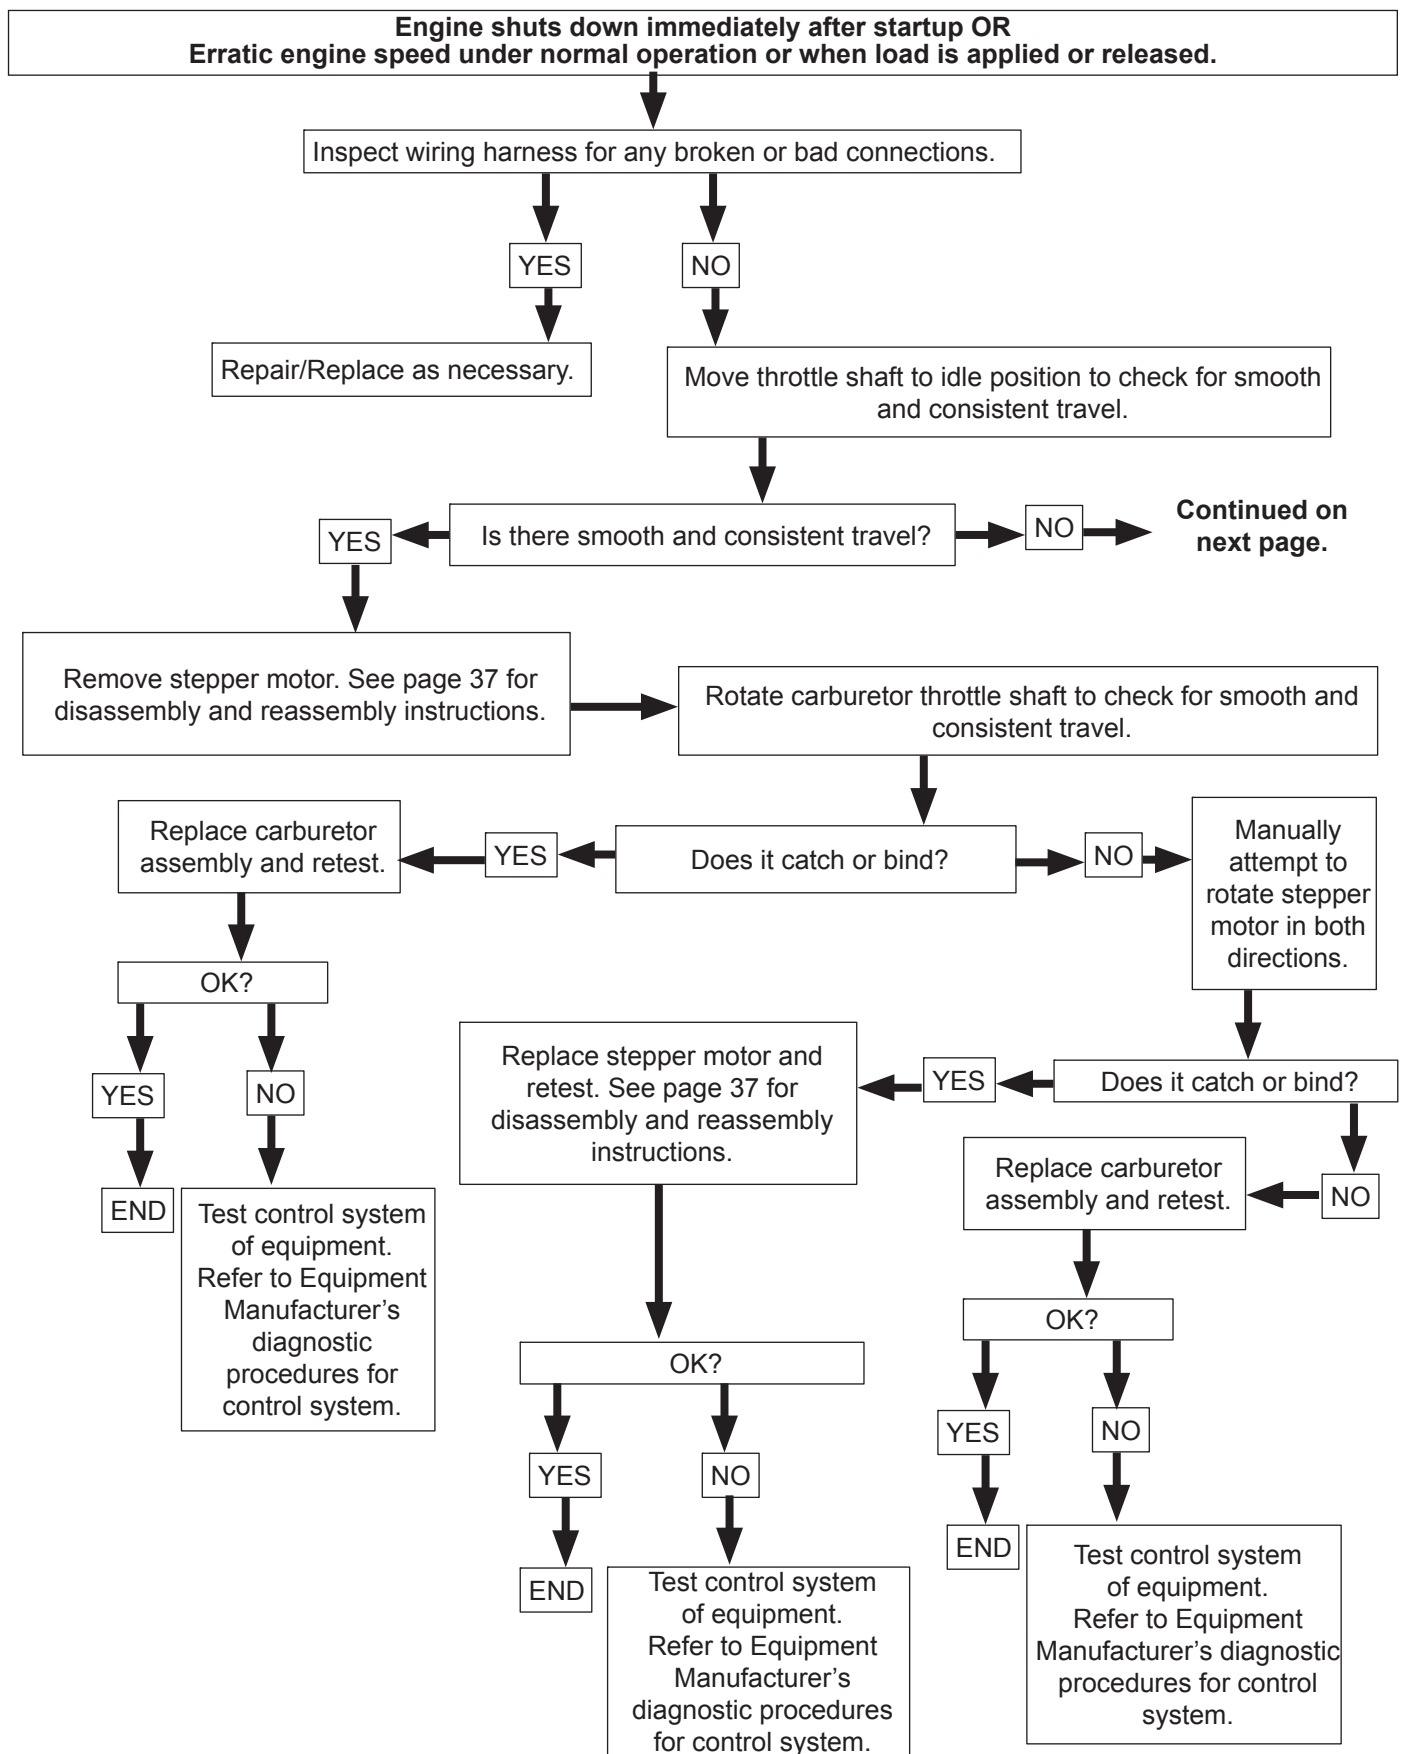 Engine shuts down immediately after startup OR
Erratic engine speed under normal operation or when load is applied or released.
Inspect wiring harness for any broken or bad connections.
YES
NO
Repair/Replace as necessary.
Move throttle shaft to idle position to check for smooth
and consistent travel.
YES
Is there smooth and consistent travel?
NO
Continued on
next page.
Remove stepper motor. See page 37 for
disassembly and reassembly instructions.
Rotate carburetor throttle shaft to check for smooth and
consistent travel.
Replace carburetor
assembly and retest.
YES
Does it catch or bind?
NO
Manually
attempt to
rotate stepper
motor in both
directions.
OK?
YES
NO
END
Test control system
of equipment.
Refer to Equipment
Manufacturer's
diagnostic
procedures for
control system.
Replace stepper motor and
retest. See page 37 for
disassembly and reassembly
instructions.
YES
Does it catch or bind?
Replace carburetor
assembly and retest.
NO
OK?
YES
NO
END
Test control system
of equipment.
Refer to Equipment
Manufacturer's
diagnostic procedures
for control system.
OK?
YES
NO
END
Test control system
of equipment.
Refer to Equipment
Manufacturer's diagnostic
procedures for control
system.